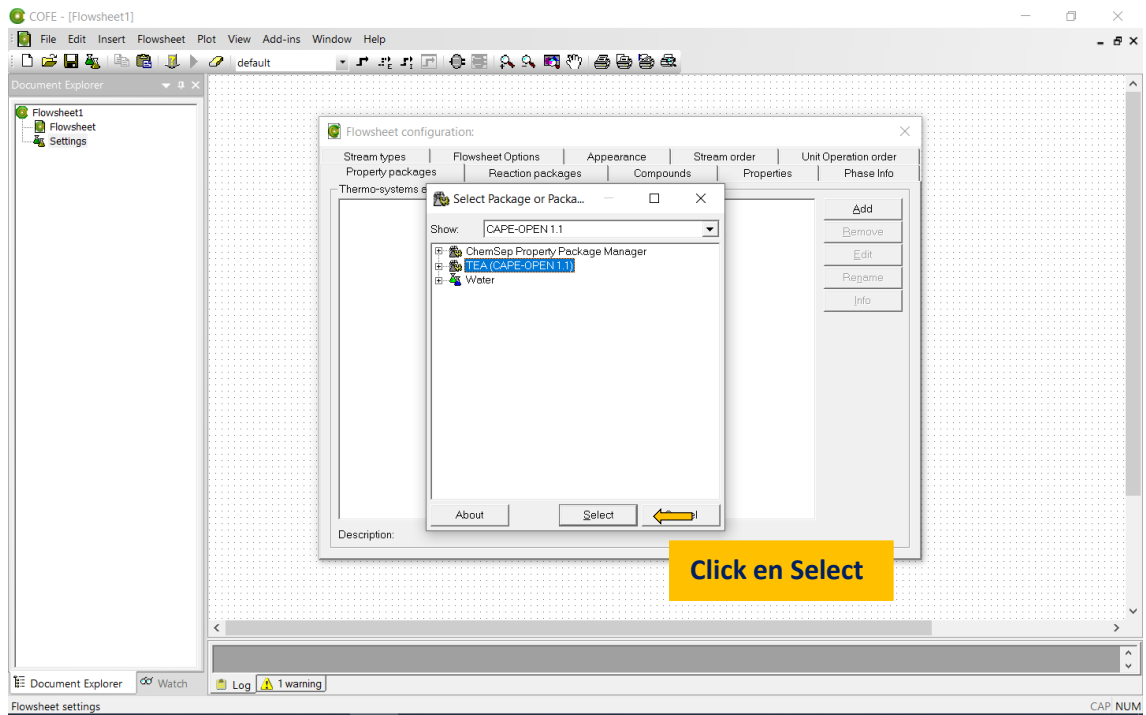 COFE - [Flowsheet1]
File Edit Insert Flowsheet Plot View Add-ins Window Help
default
Document Explorer
Flowsheet1
Flowsheet
Settings
Flowsheet configuration:
Stream types Flowsheet Options Appearance Stream order Unit Operation order
Property packages Reaction packages Compounds Properties Phase Info
Thermo-systems
Select Package or Packa...
Show: CAPE-OPEN 1.1
ChemSep Property Package Manager
TEA (CAPE-OPEN 1.1)
Water
About Select
Add
Remove
Edit
Rename
Info
Description:
Click en Select
Document Explorer Watch
Log 1 warning
Flowsheet settings CAP NUM